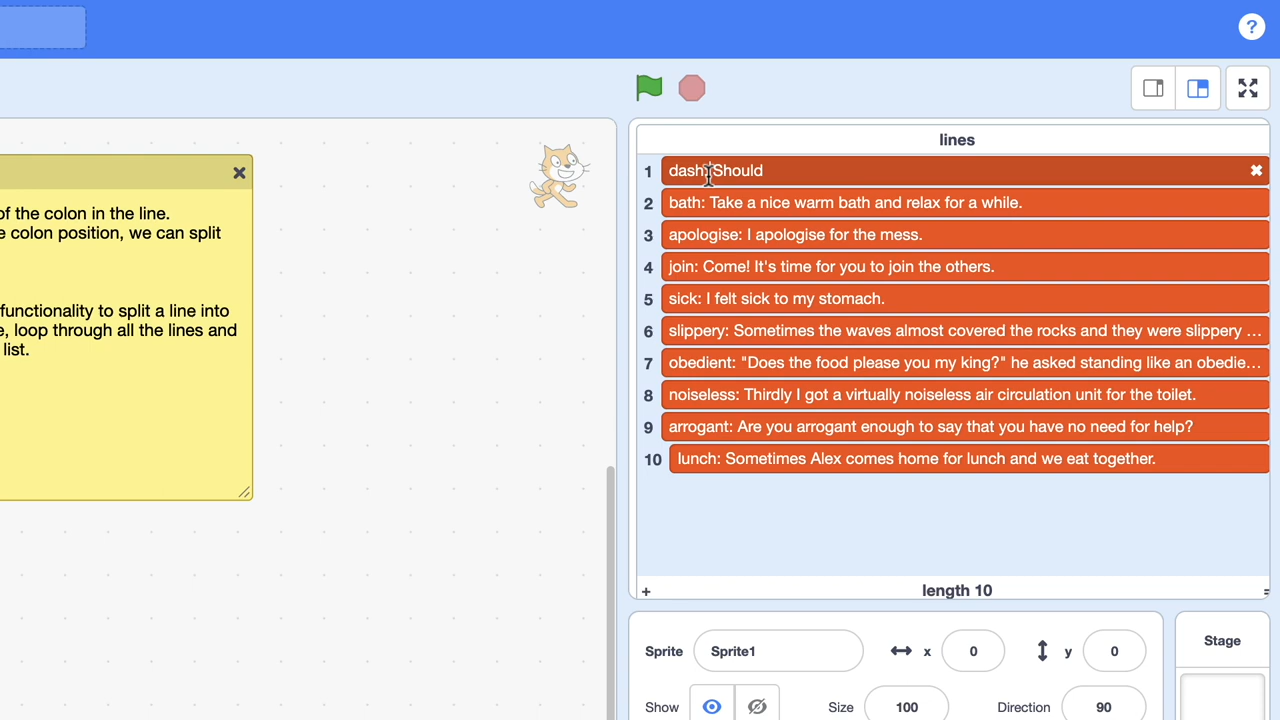 ?
of the colon in the line.
e colon position, we can split
functionality to split a line into
e, loop through all the lines and
list.
lines
1 dash: Should
2 bath: Take a nice warm bath and relax for a while.
3 apologise: I apologise for the mess.
4 join: Come! It's time for you to join the others.
5 sick: I felt sick to my stomach.
6 slippery: Sometimes the waves almost covered the rocks and they were slippery ...
7 obedient: "Does the food please you my king?" he asked standing like an obedie...
8 noiseless: Thirdly I got a virtually noiseless air circulation unit for the toilet.
9 arrogant: Are you arrogant enough to say that you have no need for help?
10 lunch: Sometimes Alex comes home for lunch and we eat together.
+ length 10 =
Sprite Sprite1 x 0 y 0
Show Size 100 Direction 90
Stage